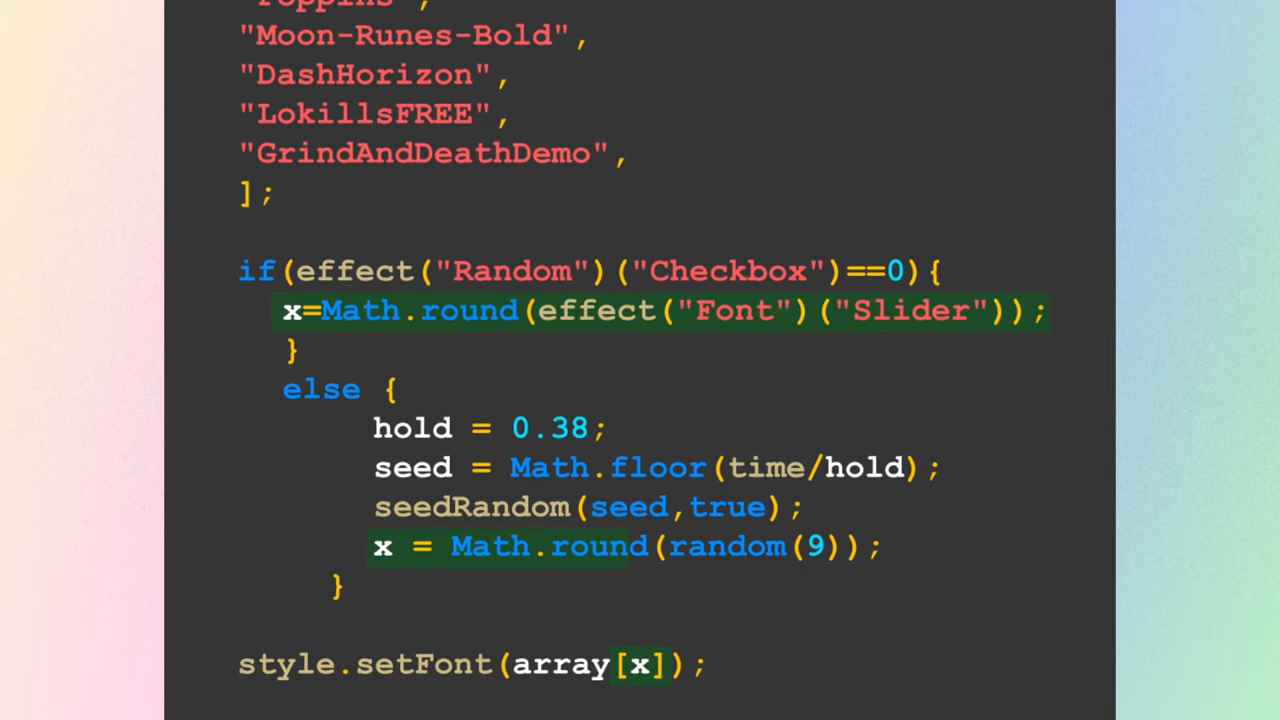 "Poppins",
"Moon-Runes-Bold",
"DashHorizon",
"LokillsFREE",
"GrindAndDeathDemo",
];
if(effect("Random")("Checkbox")==0){
x=Math.round(effect("Font")("Slider"));
}
else {
hold = 0.38;
seed = Math.floor(time/hold);
seedRandom(seed,true);
x = Math.round(random(9));
}
style.setFont(array[x]);